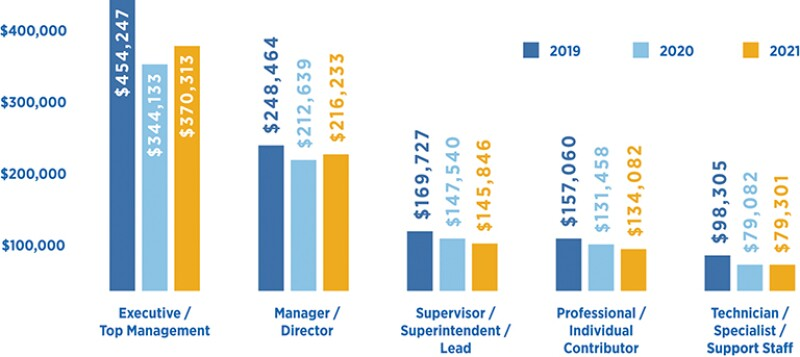 $400,000
$300,000
$200,000
$100,000
2019
2020
2021
$454,247
$344,133
$370,313
$248,464
$212,639
$216,233
$169,727
$147,540
$145,846
$157,060
$131,458
$134,082
$98,305
$79,082
$79,301
Executive /
Top Management
Manager /
Director
Supervisor /
Superintendent /
Lead
Professional /
Individual
Contributor
Technician /
Specialist /
Support Staff